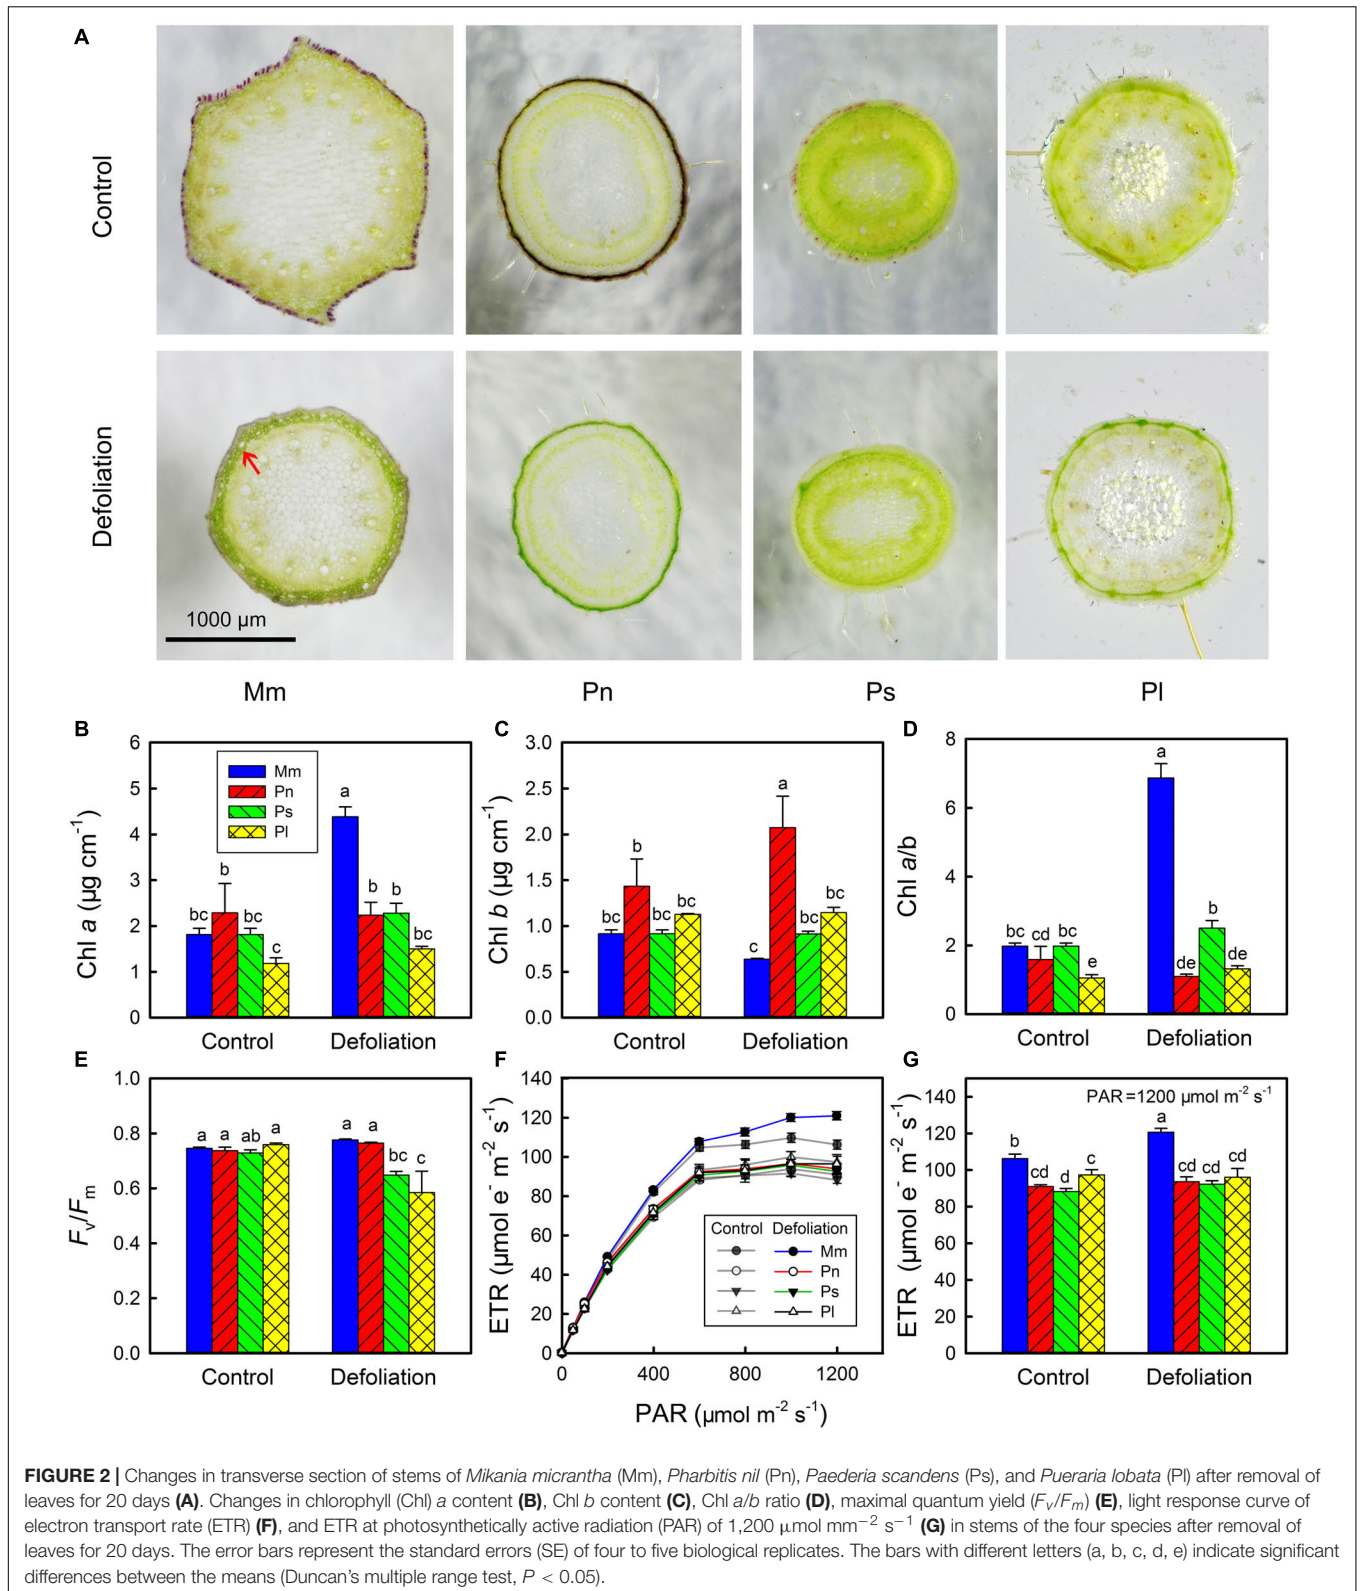 A
Control
Defoliation
1000 µm
Mm Pn Ps Pl
B
Chl a (µg cm⁻¹)
6
5
4
3
2
1
0
Mm
Pn
Ps
Pl
bc b bc c
a b b bc
Control Defoliation
C
Chl b (µg cm⁻¹)
3.0
2.5
2.0
1.5
1.0
0.5
0.0
bc b bc bc
c a bc bc
Control Defoliation
D
Chl a/b
8
6
4
2
0
bc cd bc e
a de b de
Control Defoliation
E
Fv/Fm
1.0
0.8
0.6
0.4
0.2
0.0
a a ab a
a a bc c
Control Defoliation
F
ETR (µmol e⁻ m⁻² s⁻¹)
140
120
100
80
60
40
20
0
Control Defoliation
Mm
Pn
Ps
Pl
0 400 800 1200
PAR (µmol m⁻² s⁻¹)
G
ETR (µmol e⁻ m⁻² s⁻¹)
140
120
100
80
60
40
20
0
PAR=1200 µmol m⁻² s⁻¹
b cd d c
a cd cd cd
Control Defoliation
FIGURE 2 | Changes in transverse section of stems of Mikania micrantha (Mm), Pharbitis nil (Pn), Paederia scandens (Ps), and Pueraria lobata (Pl) after removal of
leaves for 20 days (A). Changes in chlorophyll (Chl) a content (B), Chl b content (C), Chl a/b ratio (D), maximal quantum yield (Fv/Fm) (E), light response curve of
electron transport rate (ETR) (F), and ETR at photosynthetically active radiation (PAR) of 1,200 µmol mm⁻² s⁻¹ (G) in stems of the four species after removal of
leaves for 20 days. The error bars represent the standard errors (SE) of four to five biological replicates. The bars with different letters (a, b, c, d, e) indicate significant
differences between the means (Duncan's multiple range test, P < 0.05).